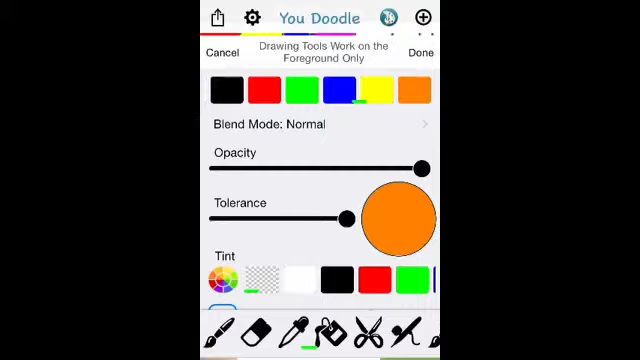 You Doodle
Cancel
Drawing Tools Work on the
Foreground Only
Done
Blend Mode: Normal
Opacity
Tolerance
Tint